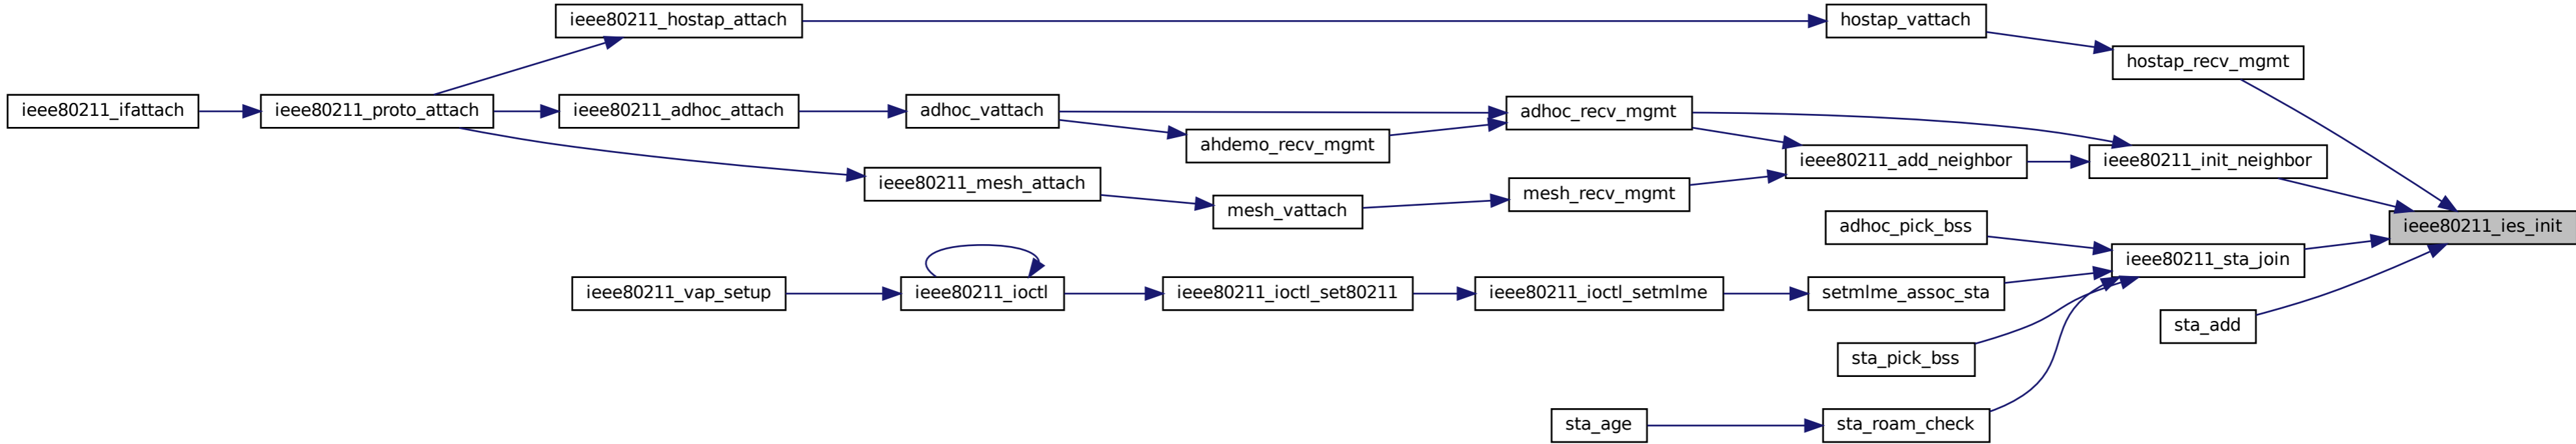 ieee80211_hostap_attach
hostap_vattach
hostap_recv_mgmt
ieee80211_ifattach
ieee80211_proto_attach
ieee80211_adhoc_attach
adhoc_vattach
adhoc_recv_mgmt
ahdemo_recv_mgmt
ieee80211_add_neighbor
ieee80211_init_neighbor
ieee80211_mesh_attach
mesh_vattach
mesh_recv_mgmt
adhoc_pick_bss
ieee80211_ies_init
ieee80211_sta_join
ieee80211_vap_setup
ieee80211_ioctl
ieee80211_ioctl_set80211
ieee80211_ioctl_setmlme
setmlme_assoc_sta
sta_add
sta_pick_bss
sta_age
sta_roam_check